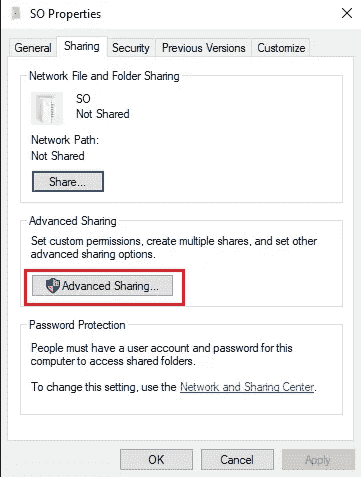 SO Properties
General Sharing Security Previous Versions Customize
Network File and Folder Sharing
SO
Not Shared
Network Path:
Not Shared
Share...
Advanced Sharing
Set custom permissions, create multiple shares, and set other
advanced sharing options.
Advanced Sharing...
Password Protection
People must have a user account and password for this
computer to access shared folders.
To change this setting, use the Network and Sharing Center.
OK Cancel Apply